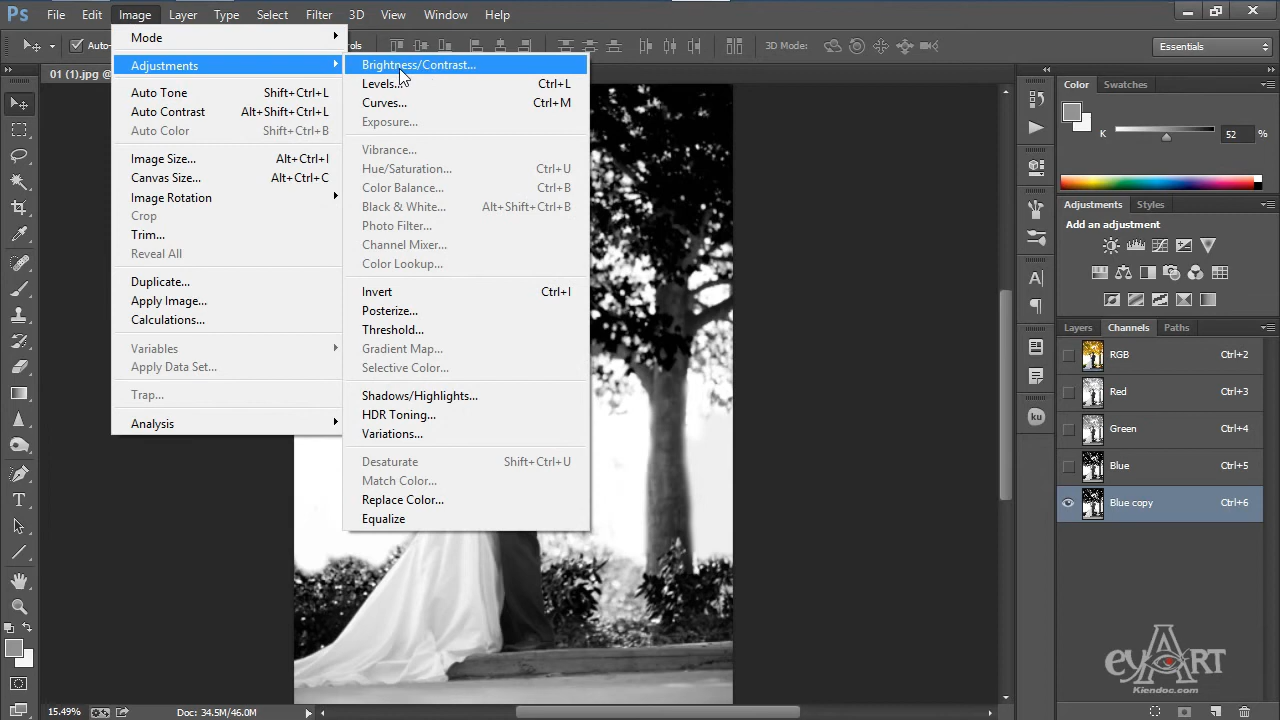 Ps File Edit Image Layer Type Select Filter 3D View Window Help
Auto- ols 3D Mode: Essentials
01 (1).jpg @
Mode
Adjustments
Auto Tone Shift+Ctrl+L
Auto Contrast Alt+Shift+Ctrl+L
Auto Color Shift+Ctrl+B
Image Size... Alt+Ctrl+I
Canvas Size... Alt+Ctrl+C
Image Rotation
Crop
Trim...
Reveal All
Duplicate...
Apply Image...
Calculations...
Variables
Apply Data Set...
Trap...
Analysis
Brightness/Contrast...
Levels... Ctrl+L
Curves... Ctrl+M
Exposure...
Vibrance...
Hue/Saturation... Ctrl+U
Color Balance... Ctrl+B
Black & White... Alt+Shift+Ctrl+B
Photo Filter...
Channel Mixer...
Color Lookup...
Invert Ctrl+I
Posterize...
Threshold...
Gradient Map...
Selective Color...
Shadows/Highlights...
HDR Toning...
Variations...
Desaturate Shift+Ctrl+U
Match Color...
Replace Color...
Equalize
Color Swatches
K 52 %
Adjustments Styles
Add an adjustment
Layers Channels Paths
RGB Ctrl+2
Red Ctrl+3
Green Ctrl+4
Blue Ctrl+5
Blue copy Ctrl+6
ku
eyART
Kiendoc.com
15.49% Doc: 34.5M/46.0M